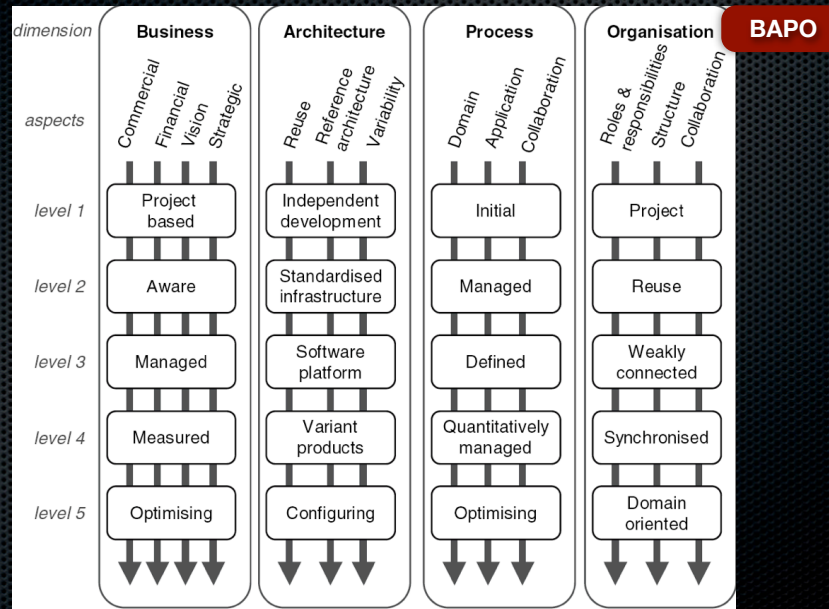 dimension
Business
Architecture
Process
Organisation
BAPO
aspects
Commercial
Financial
Vision
Strategic
Reuse
Reference
architecture
Variability
Domain
Application
Collaboration
Roles &
responsibilities
Structure
Collaboration
level 1
Project
based
Independent
development
Initial
Project
level 2
Aware
Standardised
infrastructure
Managed
Reuse
level 3
Managed
Software
platform
Defined
Weakly
connected
level 4
Measured
Variant
products
Quantitatively
managed
Synchronised
level 5
Optimising
Configuring
Optimising
Domain
oriented